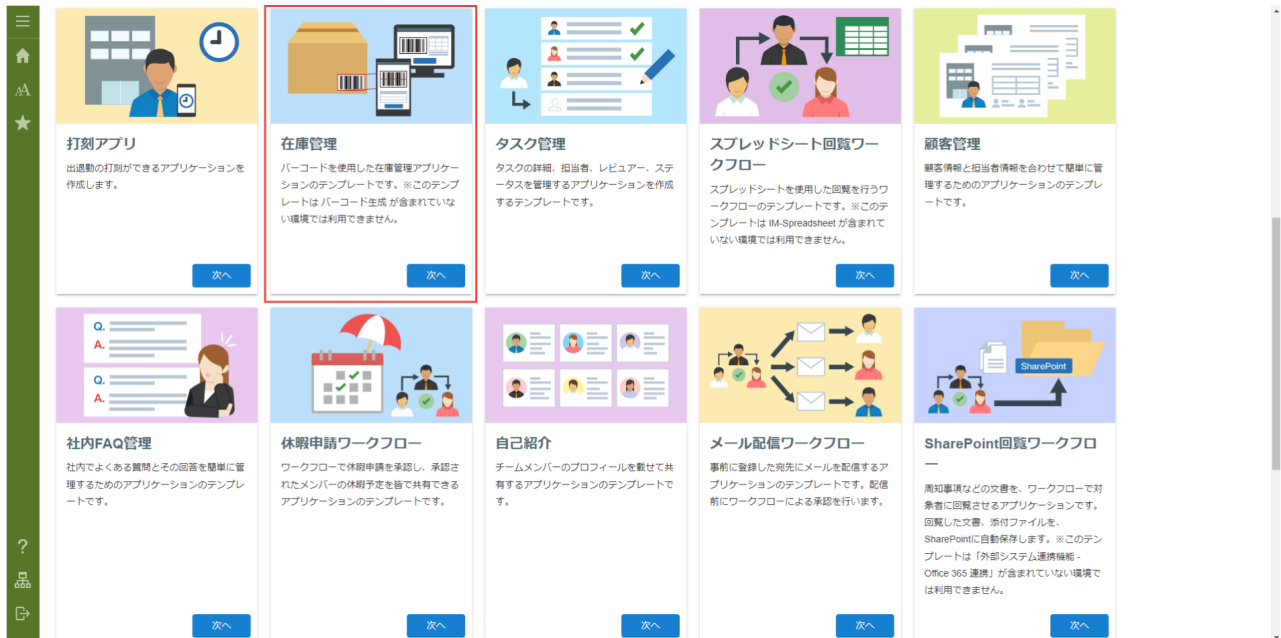 打刻アプリ
出退勤の打刻ができるアプリケーションを
作成します。
次へ
在庫管理
バーコードを使用した在庫管理アプリケー
ションのテンプレートです。※このテンプ
レートは バーコード生成 が含まれていな
い環境では利用できません。
次へ
タスク管理
タスクの詳細、担当者、レビュアー、ステ
ータスを管理するアプリケーションを作成
するテンプレートです。
次へ
スプレッドシート回覧ワー
クフロー
スプレッドシートを使用した回覧を行うワ
ークフローのテンプレートです。※このテ
ンプレートは IM-Spreadsheet が含まれて
いない環境では利用できません。
次へ
顧客管理
顧客情報と担当者情報を合わせて簡単に管
理するためのアプリケーションのテンプレ
ートです。
次へ
Q.
A.
Q.
A.
社内FAQ管理
社内でよくある質問とその回答を簡単に管
理するためのアプリケーションのテンプレ
ートです。
次へ
休暇申請ワークフロー
ワークフローで休暇申請を承認し、承認さ
れたメンバーの休暇予定を皆で共有できる
アプリケーションのテンプレートです。
次へ
自己紹介
チームメンバーのプロフィールを載せて共
有するアプリケーションのテンプレートで
す。
次へ
メール配信ワークフロー
事前に登録した宛先にメールを配信するア
プリケーションのテンプレートです。配信
前にワークフローによる承認を行います。
次へ
SharePoint
SharePoint回覧ワークフロ
ー
周知事項などの文書を、ワークフローで対
象者に回覧させるアプリケーションです。
回覧した文書、添付ファイルを、
SharePointに自動保存します。※このテン
プレートは「外部システム連携機能 -
Office 365 連携」が含まれていない環境で
は利用できません。
次へ